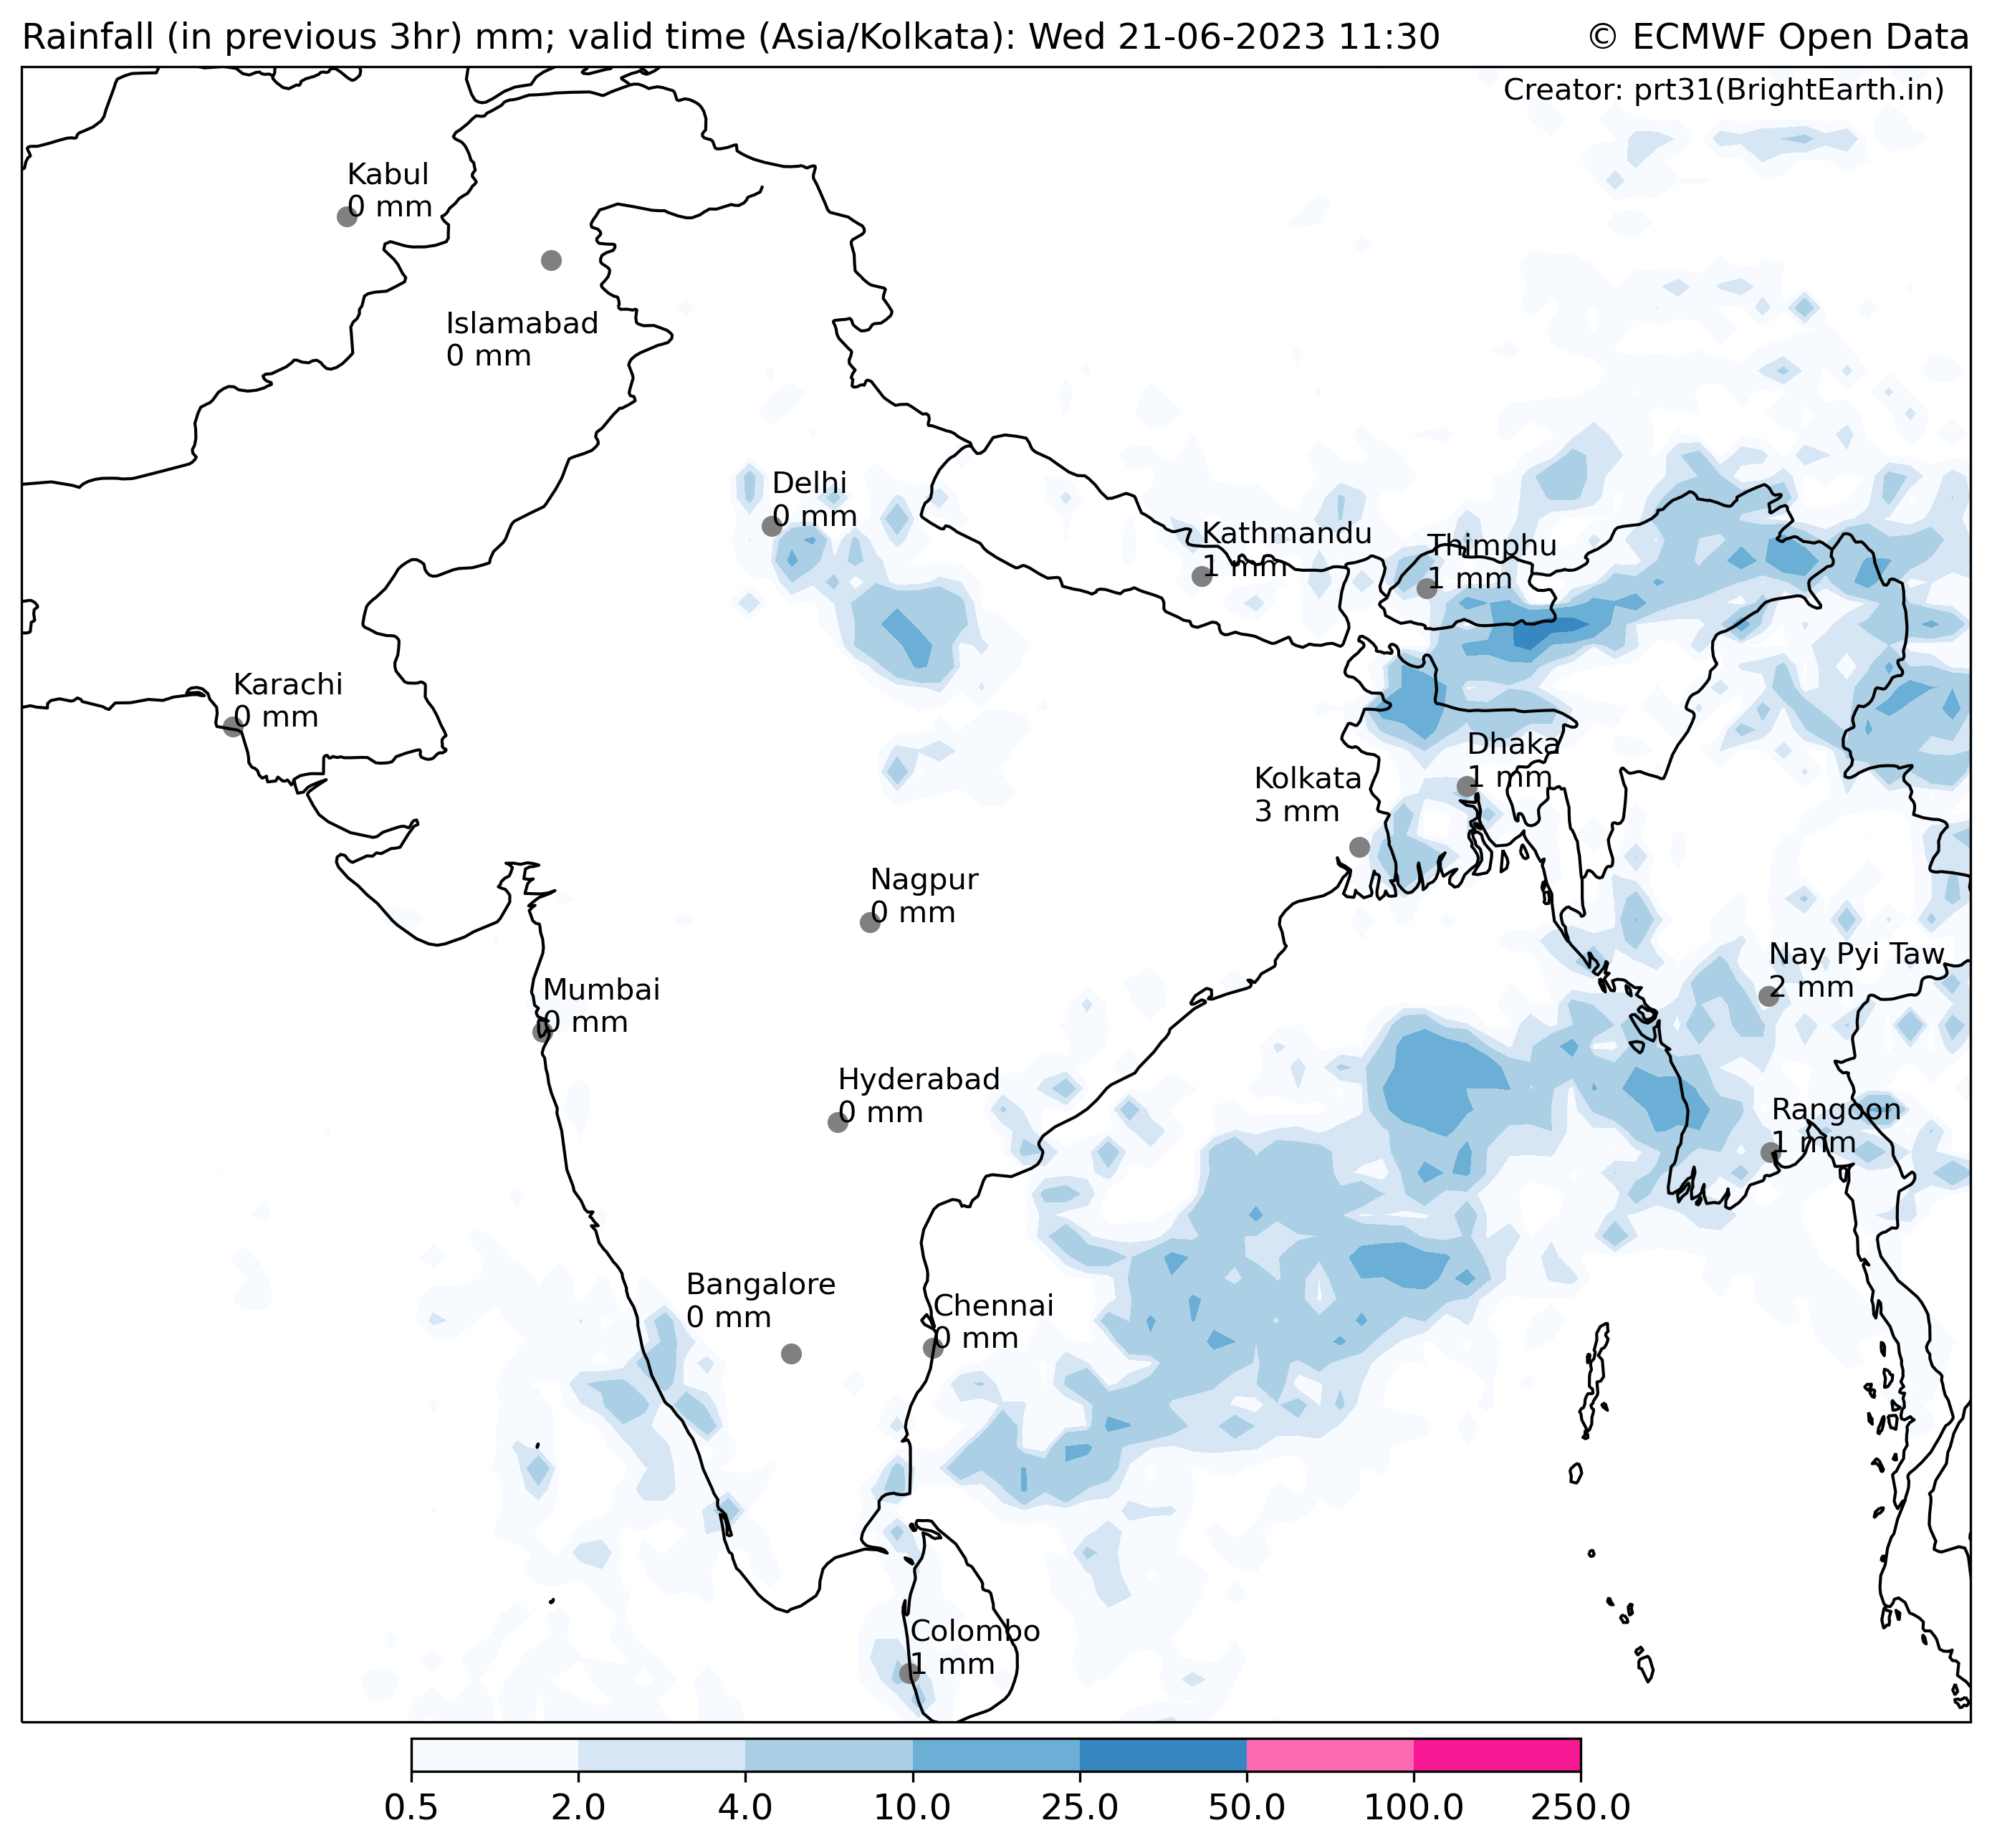 Rainfall (in previous 3hr) mm; valid time (Asia/Kolkata): Wed 21-06-2023 11:30
© ECMWF Open Data
Creator: prt31(BrightEarth.in)
Kabul
0 mm
Islamabad
0 mm
Delhi
0 mm
Kathmandu
1 mm
Thimphu
1 mm
Karachi
0 mm
Dhaka
1 mm
Kolkata
3 mm
Nagpur
0 mm
Nay Pyi Taw
2 mm
Mumbai
0 mm
Hyderabad
0 mm
Rangoon
1 mm
Bangalore
0 mm
Chennai
0 mm
Colombo
1 mm
0.5 2.0 4.0 10.0 25.0 50.0 100.0 250.0